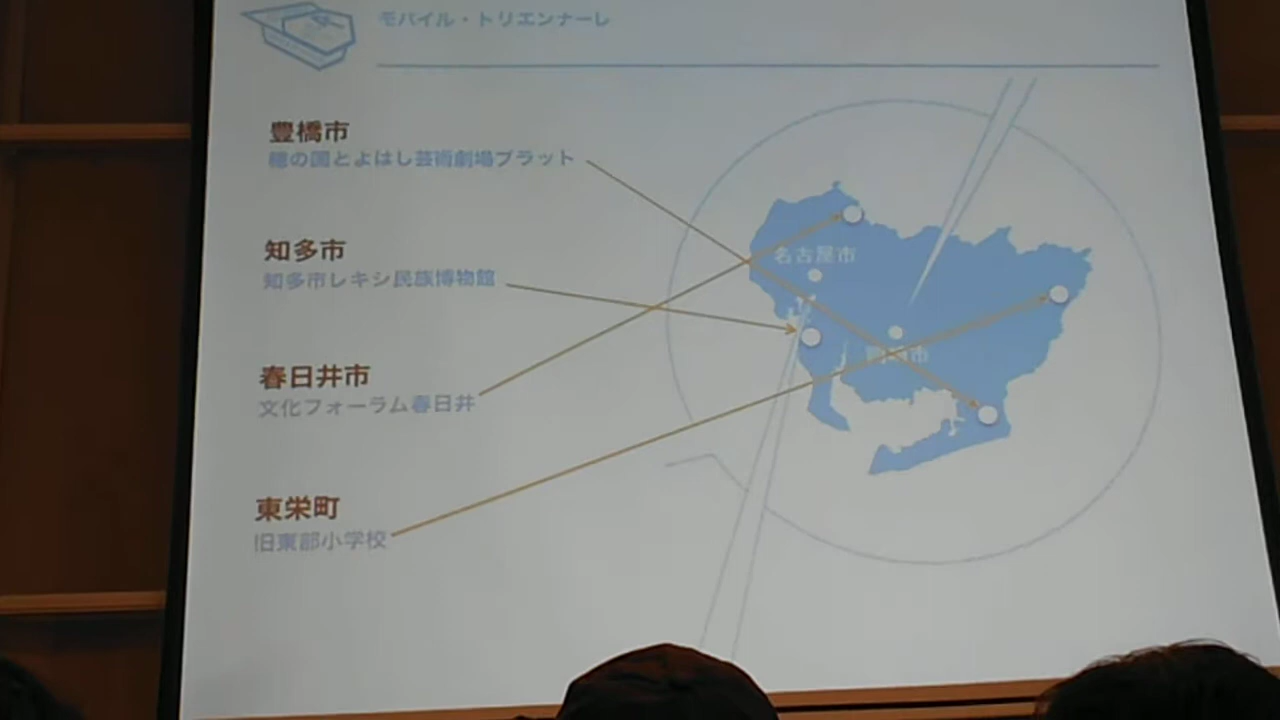 モバイル・トリエンナーレ
豊橋市
穂の国とよはし芸術劇場プラット
知多市
知多市レキシ民族博物館
春日井市
文化フォーラム春日井
東栄町
旧東部小学校
名古屋市
岡崎市